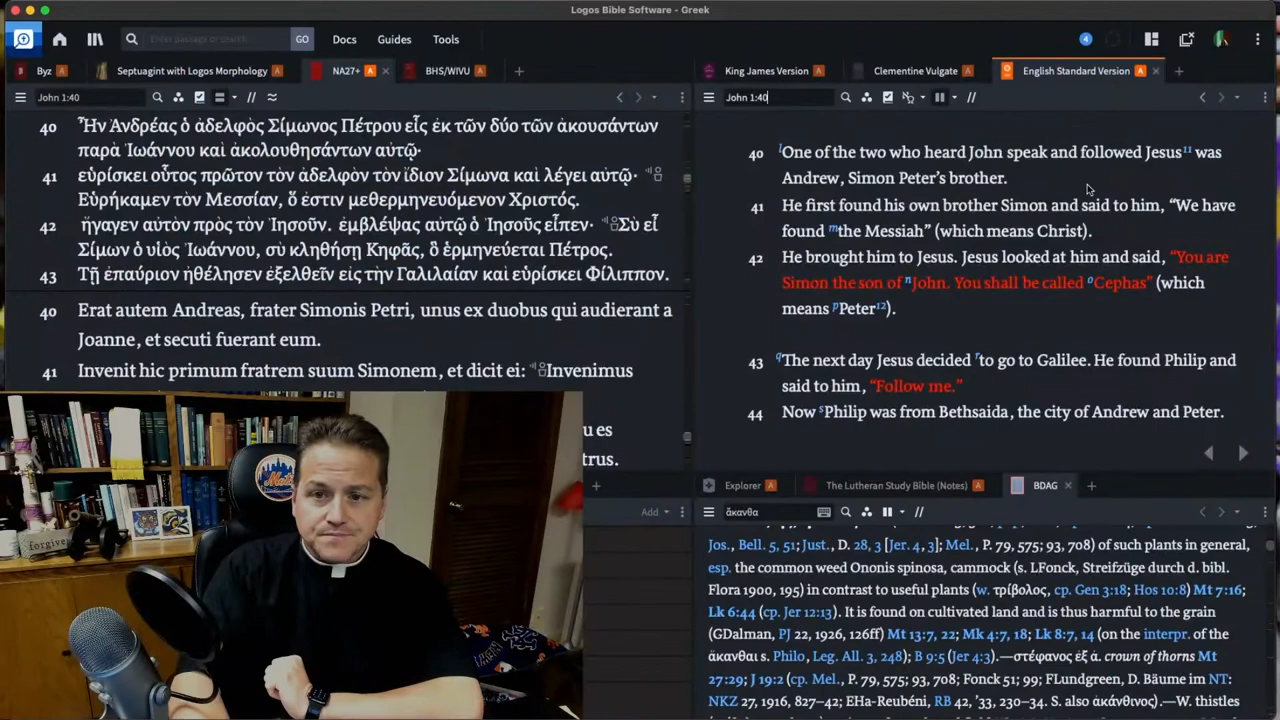 Logos Bible Software - Greek
Enter passage or search... GO Docs Guides Tools 4
Byz A Septuagint with Logos Morphology A NA27+ A × BHS/WIVU A +
King James Version A Clementine Vulgate A English Standard Version A × +
John 1:40
40 Ἦν Ἀνδρέας ὁ ἀδελφὸς Σίμωνος Πέτρου εἷς ἐκ τῶν δύο τῶν ἀκουσάντων
παρὰ Ἰωάννου καὶ ἀκολουθησάντων αὐτῷ·
41 εὑρίσκει οὗτος πρῶτον τὸν ἀδελφὸν τὸν ἴδιον Σίμωνα καὶ λέγει αὐτῷ·
Εὑρήκαμεν τὸν Μεσσίαν, ὅ ἐστιν μεθερμηνευόμενον Χριστός.
42 ἤγαγεν αὐτὸν πρὸς τὸν Ἰησοῦν. ἐμβλέψας αὐτῷ ὁ Ἰησοῦς εἶπεν· Σὺ εἶ
Σίμων ὁ υἱὸς Ἰωάννου, σὺ κληθήσῃ Κηφᾶς, ὃ ἑρμηνεύεται Πέτρος.
43 Τῇ ἐπαύριον ἠθέλησεν ἐξελθεῖν εἰς τὴν Γαλιλαίαν καὶ εὑρίσκει Φίλιππον.
40 Erat autem Andreas, frater Simonis Petri, unus ex duobus qui audierant a
Joanne, et secuti fuerant eum.
41 Invenit hic primum fratrem suum Simonem, et dicit ei: Invenimus
u es
trus.
John 1:40
40 l One of the two who heard John speak and followed Jesus 11 was
Andrew, Simon Peter’s brother.
41 He first found his own brother Simon and said to him, “We have
found m the Messiah” (which means Christ).
42 He brought him to Jesus. Jesus looked at him and said, “You are
Simon the son of n John. You shall be called o Cephas” (which
means p Peter 12).
43 q The next day Jesus decided r to go to Galilee. He found Philip and
said to him, “Follow me.”
44 Now s Philip was from Bethsaida, the city of Andrew and Peter.
+ Explorer A The Lutheran Study Bible (Notes) A BDAG × +
Add
ἄκανθα
Jos., Bell. 5, 51; Just., D. 28, 3 [Jer. 4, 3]; Mel., P. 79, 575; 93, 708) of such plants in general,
esp. the common weed Ononis spinosa, cammock (s. LFonck, Streifzüge durch d. bibl.
Flora 1900, 195) in contrast to useful plants (w. τρίβολος, cp. Gen 3:18; Hos 10:8) Mt 7:16;
Lk 6:44 (cp. Jer 12:13). It is found on cultivated land and is thus harmful to the grain
(GDalman, PJ 22, 1926, 126ff) Mt 13:7, 22; Mk 4:7, 18; Lk 8:7, 14 (on the interpr. of the
ἄκανθαι s. Philo, Leg. All. 3, 248); B 9:5 (Jer 4:3).—στέφανος ἐξ ἀ. crown of thorns Mt
27:29; J 19:2 (cp. Mel., P. 79, 575; 93, 708; Fonck 51; 99; FLundgreen, D. Bäume im NT:
NKZ 27, 1916, 827–42; EHa-Reubéni, RB 42, ’33, 230–34. S. also ἀκάνθινος).—W. thistles
Mets
forgive